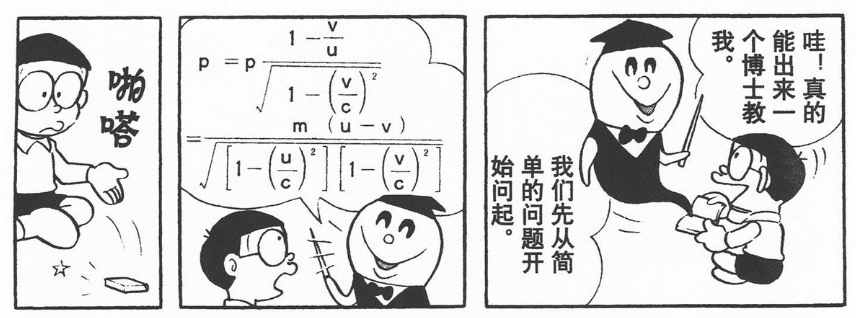 哇！真的
能出来一
个博士教
我。
我们先从简
单的问题开
始问起。
p = p (1 - v/u) / √(1 - (v/c)²)
= m (u - v) / √([1 - (u/c)²] [1 - (v/c)²])
啪
嗒